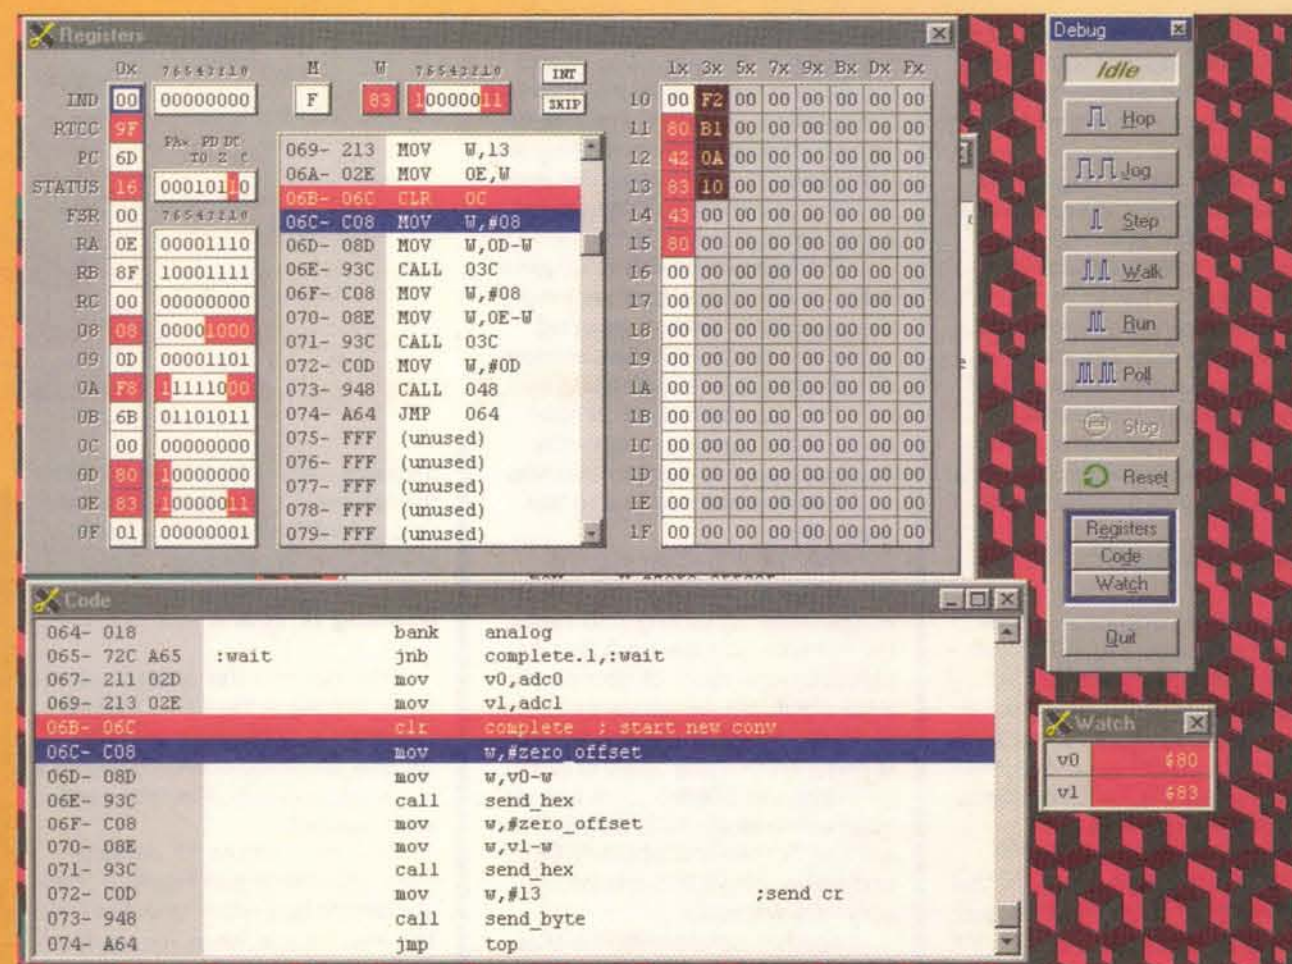 Registers
0x 76543210 M W 76543210 INT
IND 00 00000000 F 83 10000011 SKIP
RTCC 9F
PAx PD DC
TO Z C
PC 6D
STATUS 16 00010110
FSR 00 76543210
RA 0E 00001110
RB 8F 10001111
RC 00 00000000
08 08 00001000
09 0D 00001101
0A F8 11111000
0B 6B 01101011
0C 00 00000000
0D 80 10000000
0E 83 10000011
0F 01 00000001
069- 213 MOV W,13
06A- 02E MOV 0E,W
06B- 06C CLR 0C
06C- C08 MOV W,#08
06D- 08D MOV W,0D-W
06E- 93C CALL 03C
06F- C08 MOV W,#08
070- 08E MOV W,0E-W
071- 93C CALL 03C
072- C0D MOV W,#0D
073- 948 CALL 048
074- A64 JMP 064
075- FFF (unused)
076- FFF (unused)
077- FFF (unused)
078- FFF (unused)
079- FFF (unused)
1x 3x 5x 7x 9x Bx Dx Fx
10 00 F2 00 00 00 00 00 00
11 80 B1 00 00 00 00 00 00
12 42 0A 00 00 00 00 00 00
13 83 10 00 00 00 00 00 00
14 43 00 00 00 00 00 00 00
15 80 00 00 00 00 00 00 00
16 00 00 00 00 00 00 00 00
17 00 00 00 00 00 00 00 00
18 00 00 00 00 00 00 00 00
19 00 00 00 00 00 00 00 00
1A 00 00 00 00 00 00 00 00
1B 00 00 00 00 00 00 00 00
1C 00 00 00 00 00 00 00 00
1D 00 00 00 00 00 00 00 00
1E 00 00 00 00 00 00 00 00
1F 00 00 00 00 00 00 00 00
Debug
Idle
Hop
Jog
Step
Walk
Run
Poll
Stop
Reset
Registers
Code
Watch
Quit
Code
064- 018 bank analog
065- 72C A65 :wait jnb complete.1,:wait
067- 211 02D mov v0,adc0
069- 213 02E mov v1,adc1
06B- 06C clr complete ; start new conv
06C- C08 mov w,#zero_offset
06D- 08D mov w,v0-w
06E- 93C call send_hex
06F- C08 mov w,#zero_offset
070- 08E mov w,v1-w
071- 93C call send_hex
072- C0D mov w,#13 ;send cr
073- 948 call send_byte
074- A64 jmp top
Watch
v0 $80
v1 $83